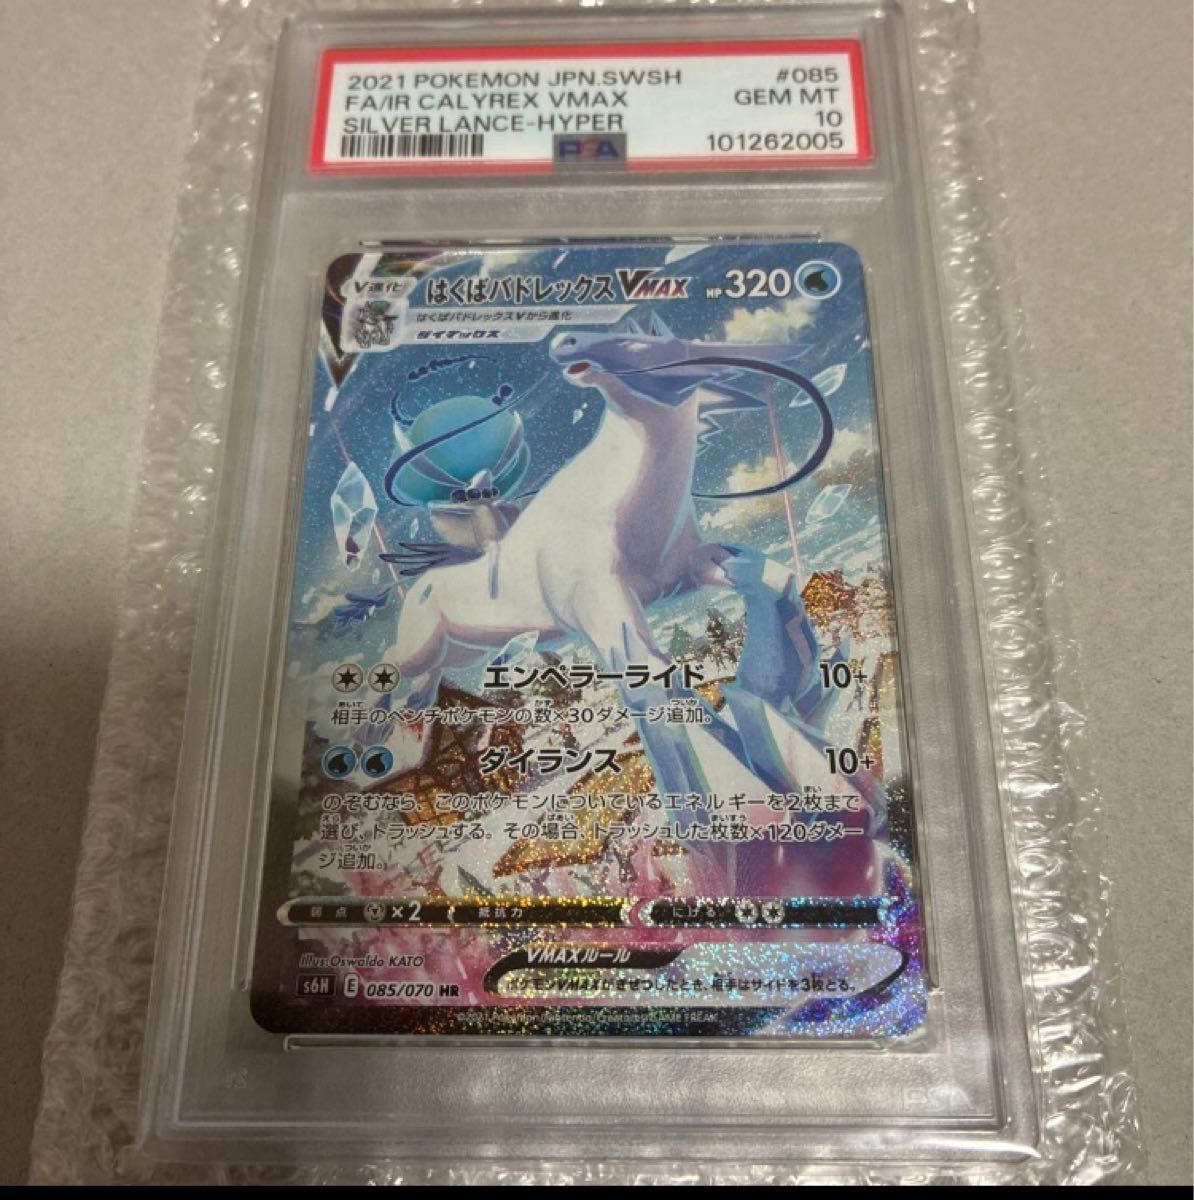 2021 POKEMON JPN.SWSH #085
FA/IR CALYREX VMAX GEM MT
SILVER LANCE-HYPER 10
PSA 101262005
V進化 はくばバドレックスVMAX HP320
はくばバドレックスVから進化
ダイマックス
エンペラーライド 10+
相手のベンチポケモンの数×30ダメージ追加。
ダイランス 10+
のぞむなら、このポケモンについているエネルギーを2枚まで
選び、トラッシュする。その場合、トラッシュした枚数×120ダメー
ジ追加。
弱点 ×2 抵抗力 にげる
Illus.Oswaldo KATO VMAXルール
s6H E 085/070 HR ポケモンVMAXがきぜつしたとき、相手はサイドを3枚とる。